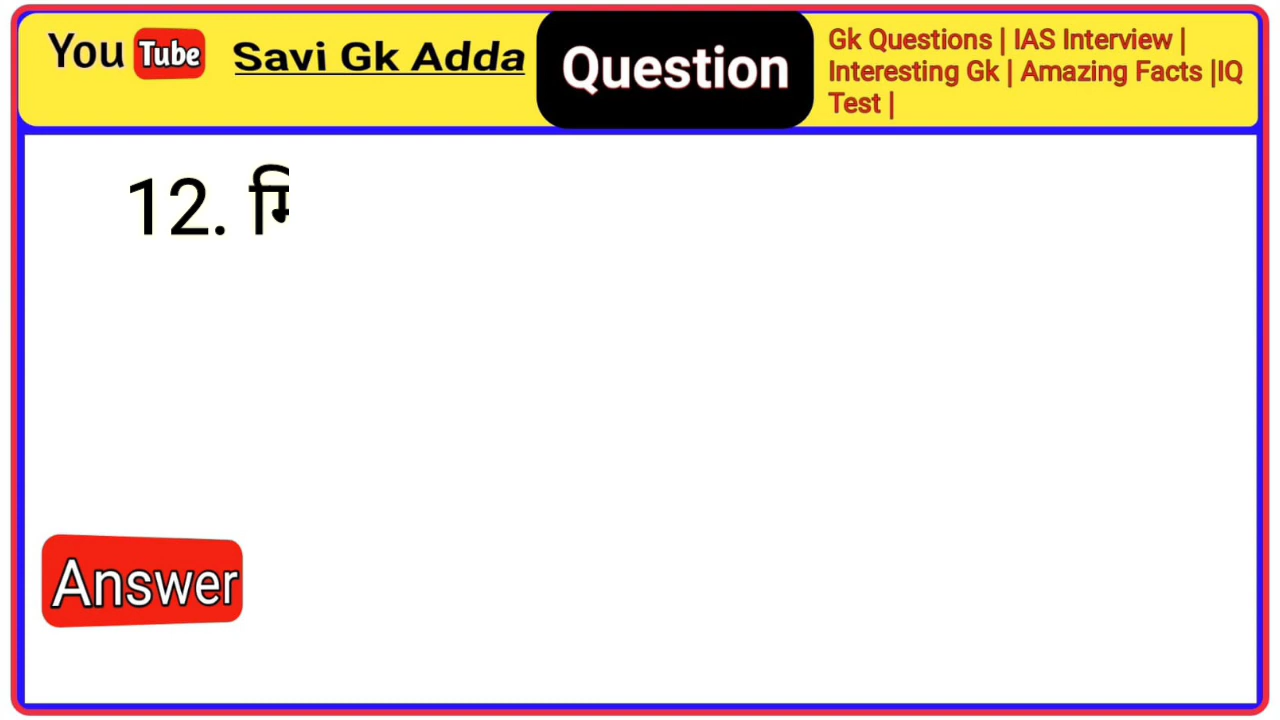 You Tube
Savi Gk Adda
Question
Gk Questions | IAS Interview |
Interesting Gk | Amazing Facts |IQ
Test |
12.
Answer